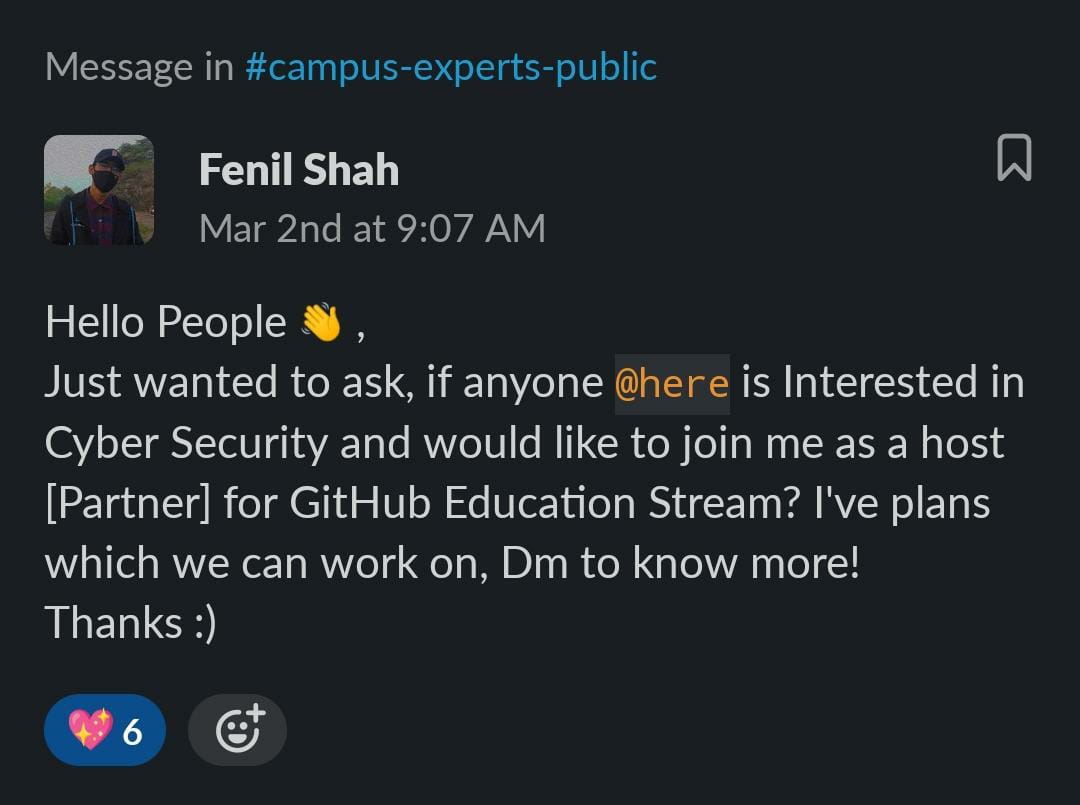 Message in #campus-experts-public
Fenil Shah
Mar 2nd at 9:07 AM
Hello People 👋 ,
Just wanted to ask, if anyone @here is Interested in
Cyber Security and would like to join me as a host
[Partner] for GitHub Education Stream? I've plans
which we can work on, Dm to know more!
Thanks :)
💖 6